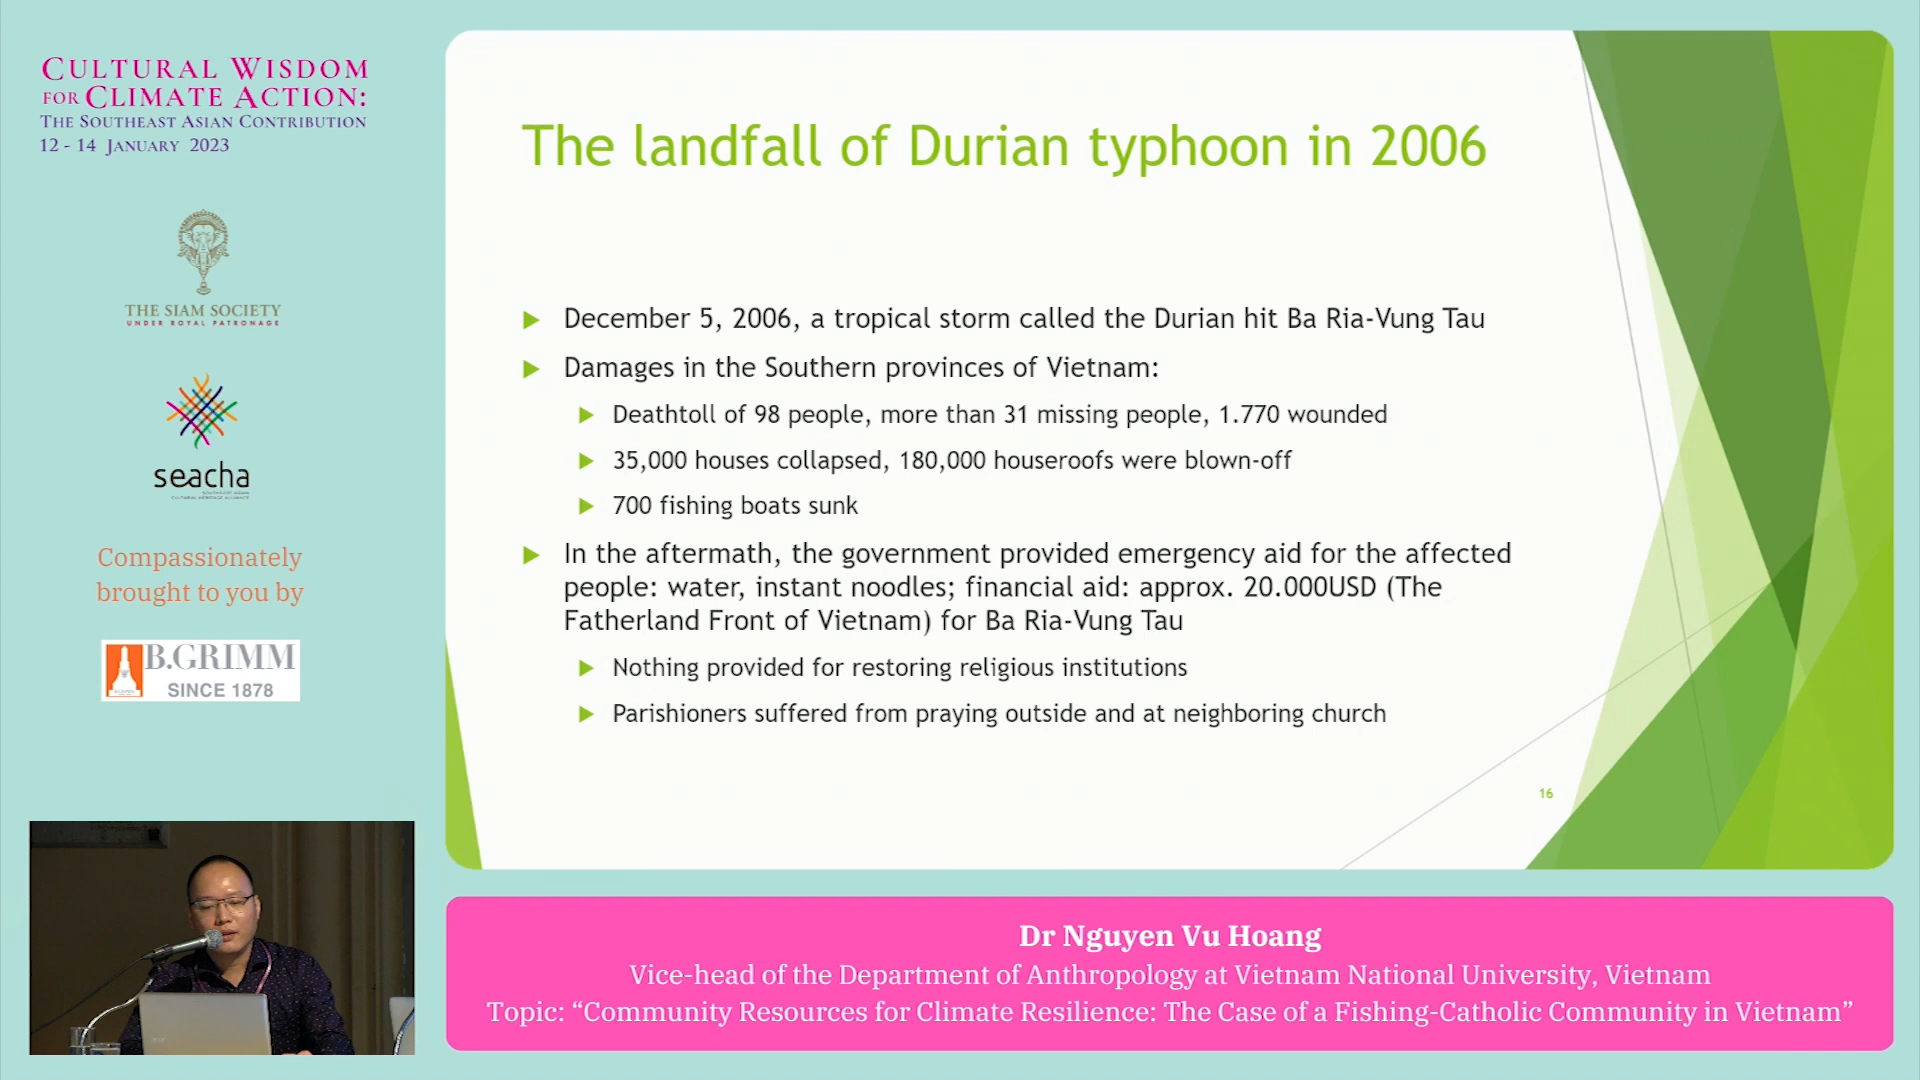 CULTURAL WISDOM
FOR CLIMATE ACTION:
THE SOUTHEAST ASIAN CONTRIBUTION
12 - 14 JANUARY 2023
THE SIAM SOCIETY
UNDER ROYAL PATRONAGE
seacha
SOUTHEAST ASIAN
CULTURAL HERITAGE ALLIANCE
Compassionately
brought to you by
B.GRIMM
SINCE 1878
The landfall of Durian typhoon in 2006
December 5, 2006, a tropical storm called the Durian hit Ba Ria-Vung Tau
Damages in the Southern provinces of Vietnam:
Deathtoll of 98 people, more than 31 missing people, 1.770 wounded
35,000 houses collapsed, 180,000 houseroofs were blown-off
700 fishing boats sunk
In the aftermath, the government provided emergency aid for the affected
people: water, instant noodles; financial aid: approx. 20.000USD (The
Fatherland Front of Vietnam) for Ba Ria-Vung Tau
Nothing provided for restoring religious institutions
Parishioners suffered from praying outside and at neighboring church
16
Dr Nguyen Vu Hoang
Vice-head of the Department of Anthropology at Vietnam National University, Vietnam
Topic: “Community Resources for Climate Resilience: The Case of a Fishing-Catholic Community in Vietnam”